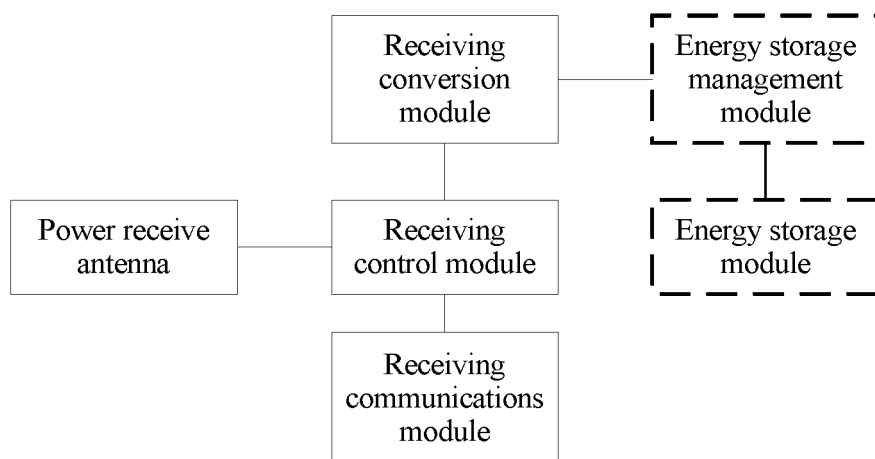 Receiving
conversion
module
Energy storage
management
module
Power receive
antenna
Receiving
control module
Energy storage
module
Receiving
communications
module